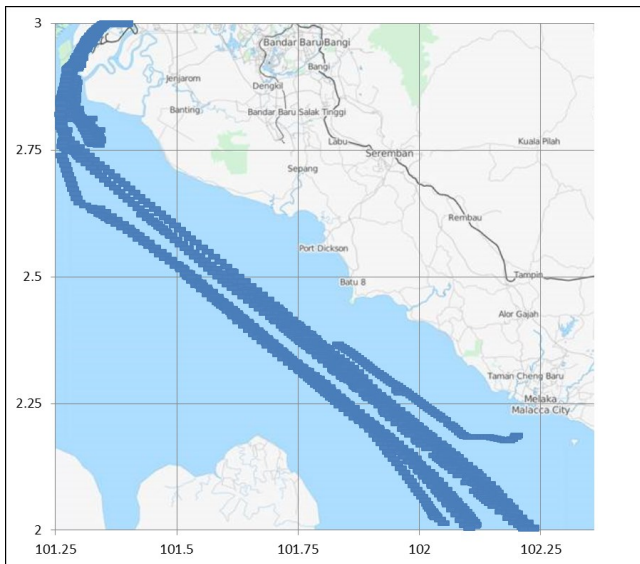 3
Bandar Baru Bangi
Bangi
Jenjarom
Dengkil
Banting
Bandar Baru Salak Tinggi
Labu
Kuala Pilah
2.75
Seremban
Sepang
Rembau
Port Dickson
2.5
Tampin
Batu 8
Alor Gajah
Taman Cheng Baru
2.25
Melaka
Malacca City
2
101.25 101.5 101.75 102 102.25